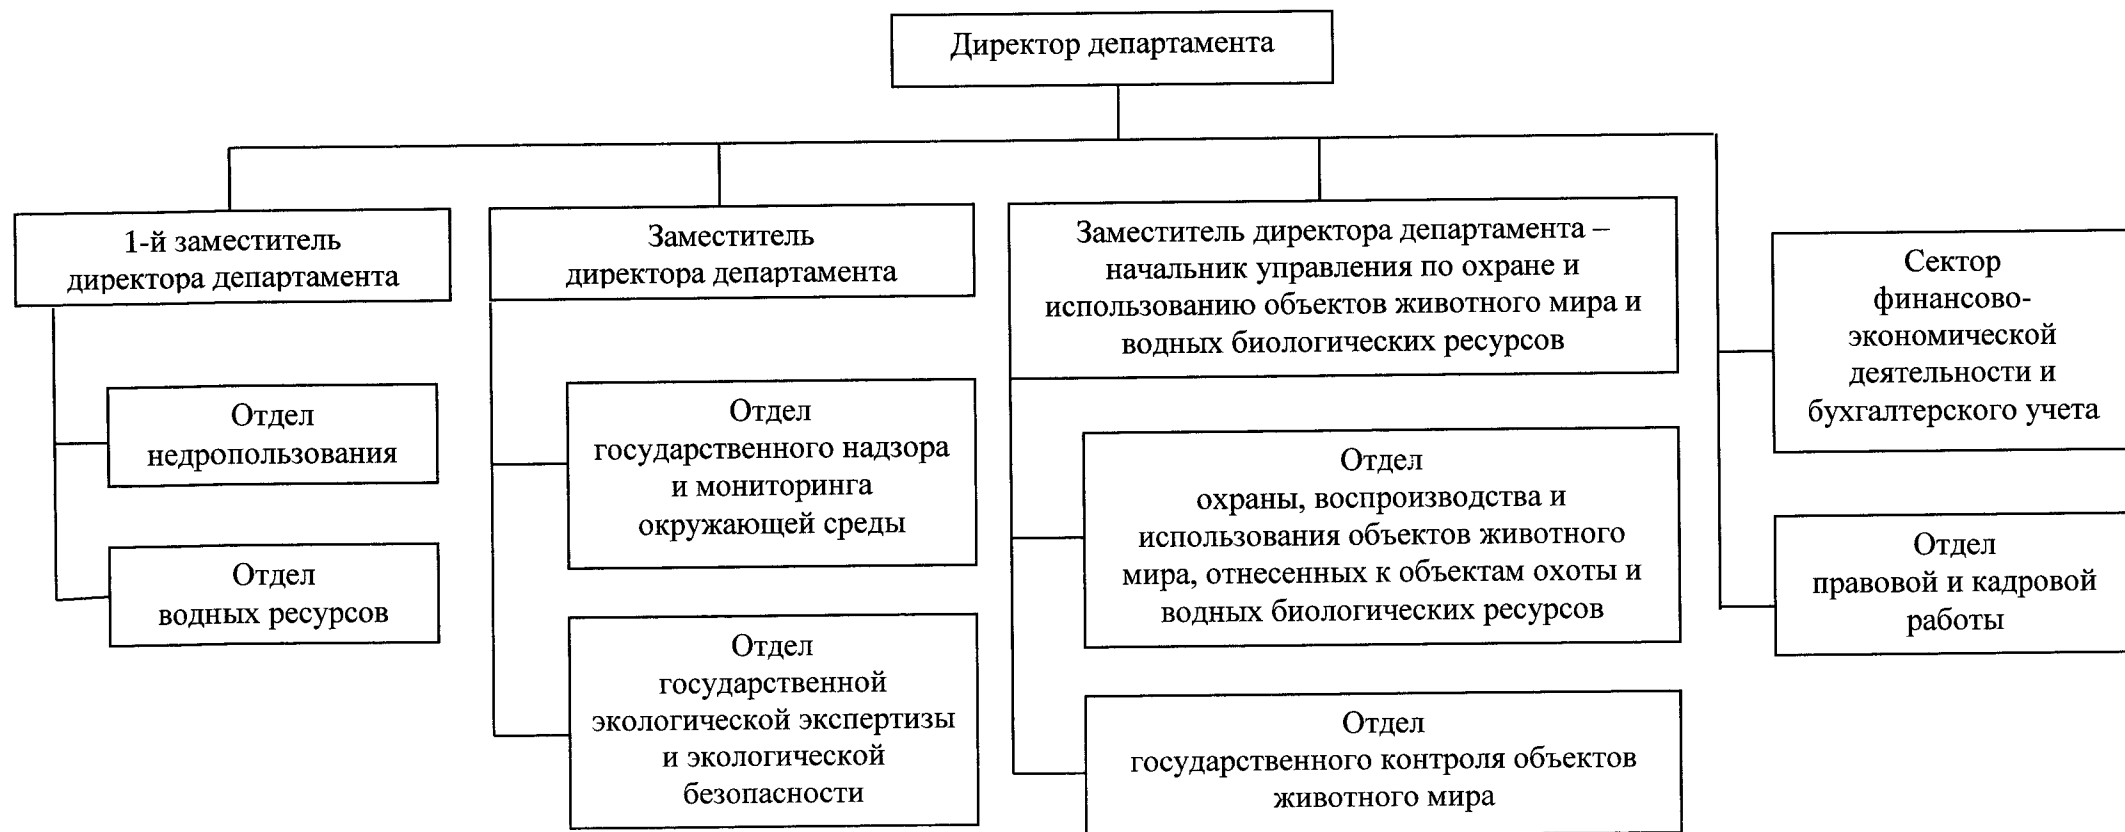 Директор департамента
1-й заместитель
директора департамента
Отдел
недропользования
Отдел
водных ресурсов
Заместитель
директора департамента
Отдел
государственного надзора
и мониторинга
окружающей среды
Отдел
государственной
экологической экспертизы
и экологической
безопасности
Заместитель директора департамента –
начальник управления по охране и
использованию объектов животного мира и
водных биологических ресурсов
Отдел
охраны, воспроизводства и
использования объектов животного
мира, отнесенных к объектам охоты и
водных биологических ресурсов
Отдел
государственного контроля объектов
животного мира
Сектор
финансово-
экономической
деятельности и
бухгалтерского учета
Отдел
правовой и кадровой
работы